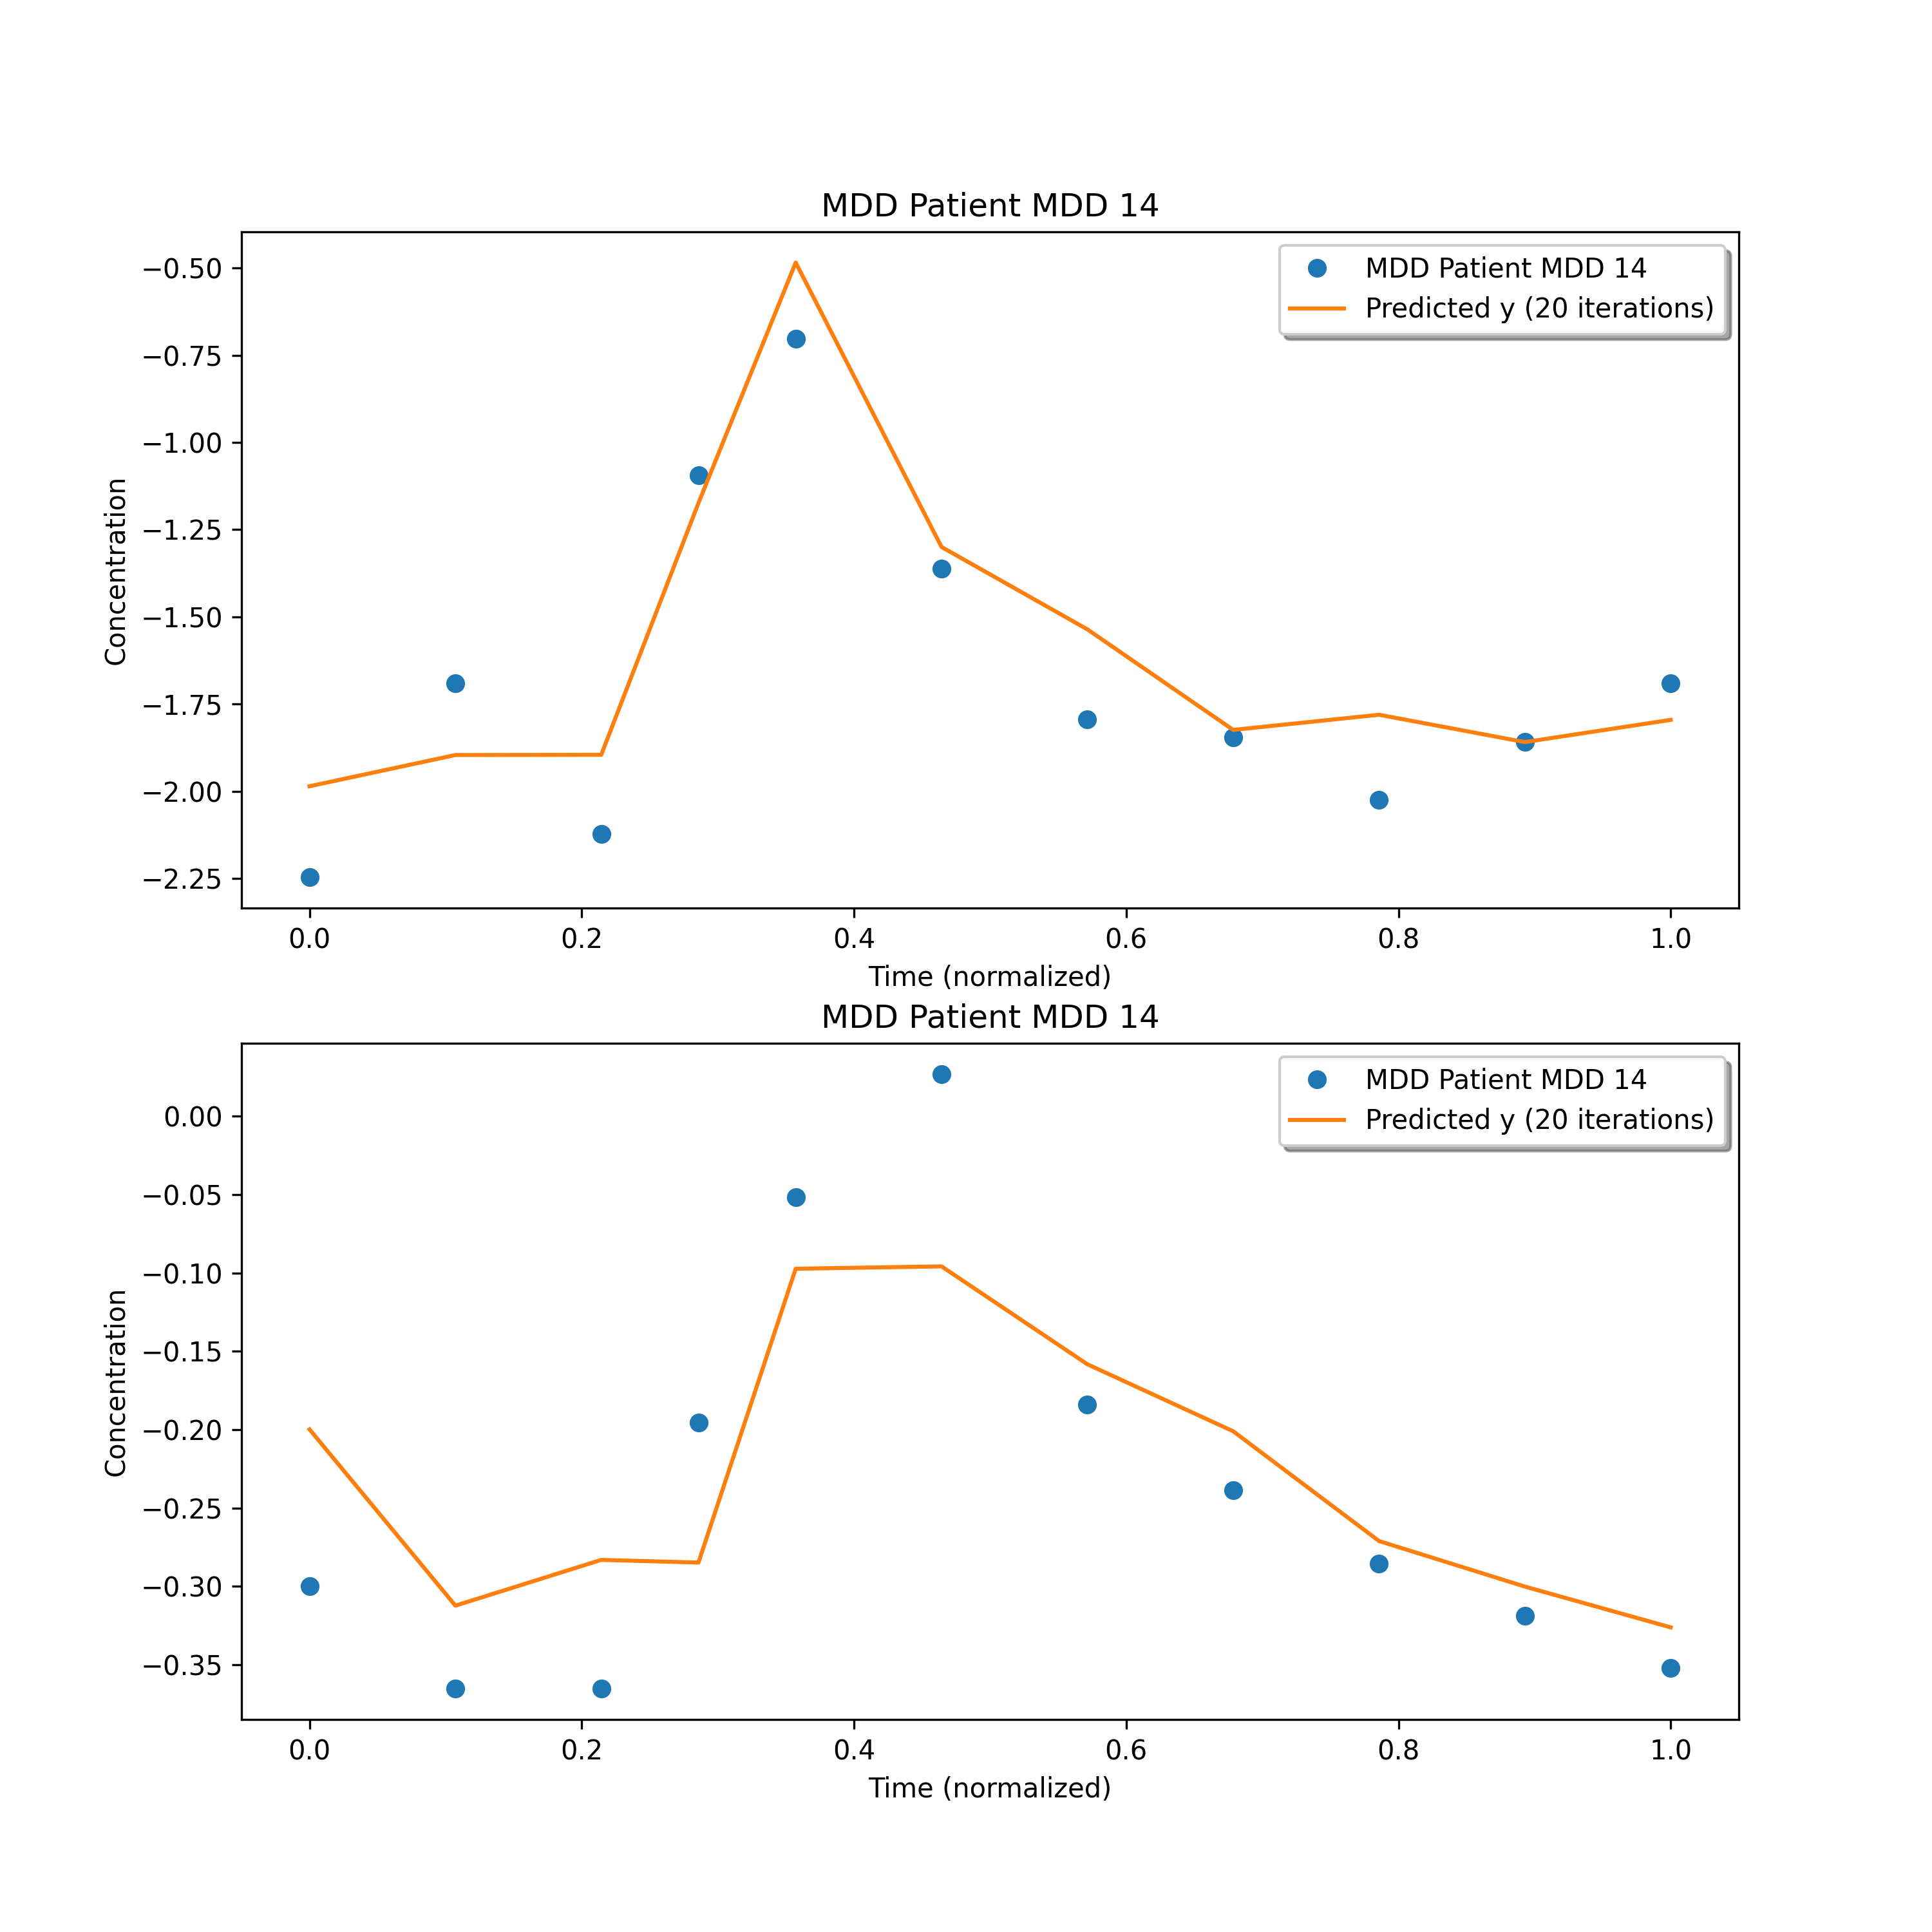 MDD Patient MDD 14
MDD Patient MDD 14
Predicted y (20 iterations)
−0.50
−0.75
−1.00
−1.25
−1.50
−1.75
−2.00
−2.25
Concentration
0.0 0.2 0.4 0.6 0.8 1.0
Time (normalized)
MDD Patient MDD 14
MDD Patient MDD 14
Predicted y (20 iterations)
0.00
−0.05
−0.10
−0.15
−0.20
−0.25
−0.30
−0.35
Concentration
0.0 0.2 0.4 0.6 0.8 1.0
Time (normalized)